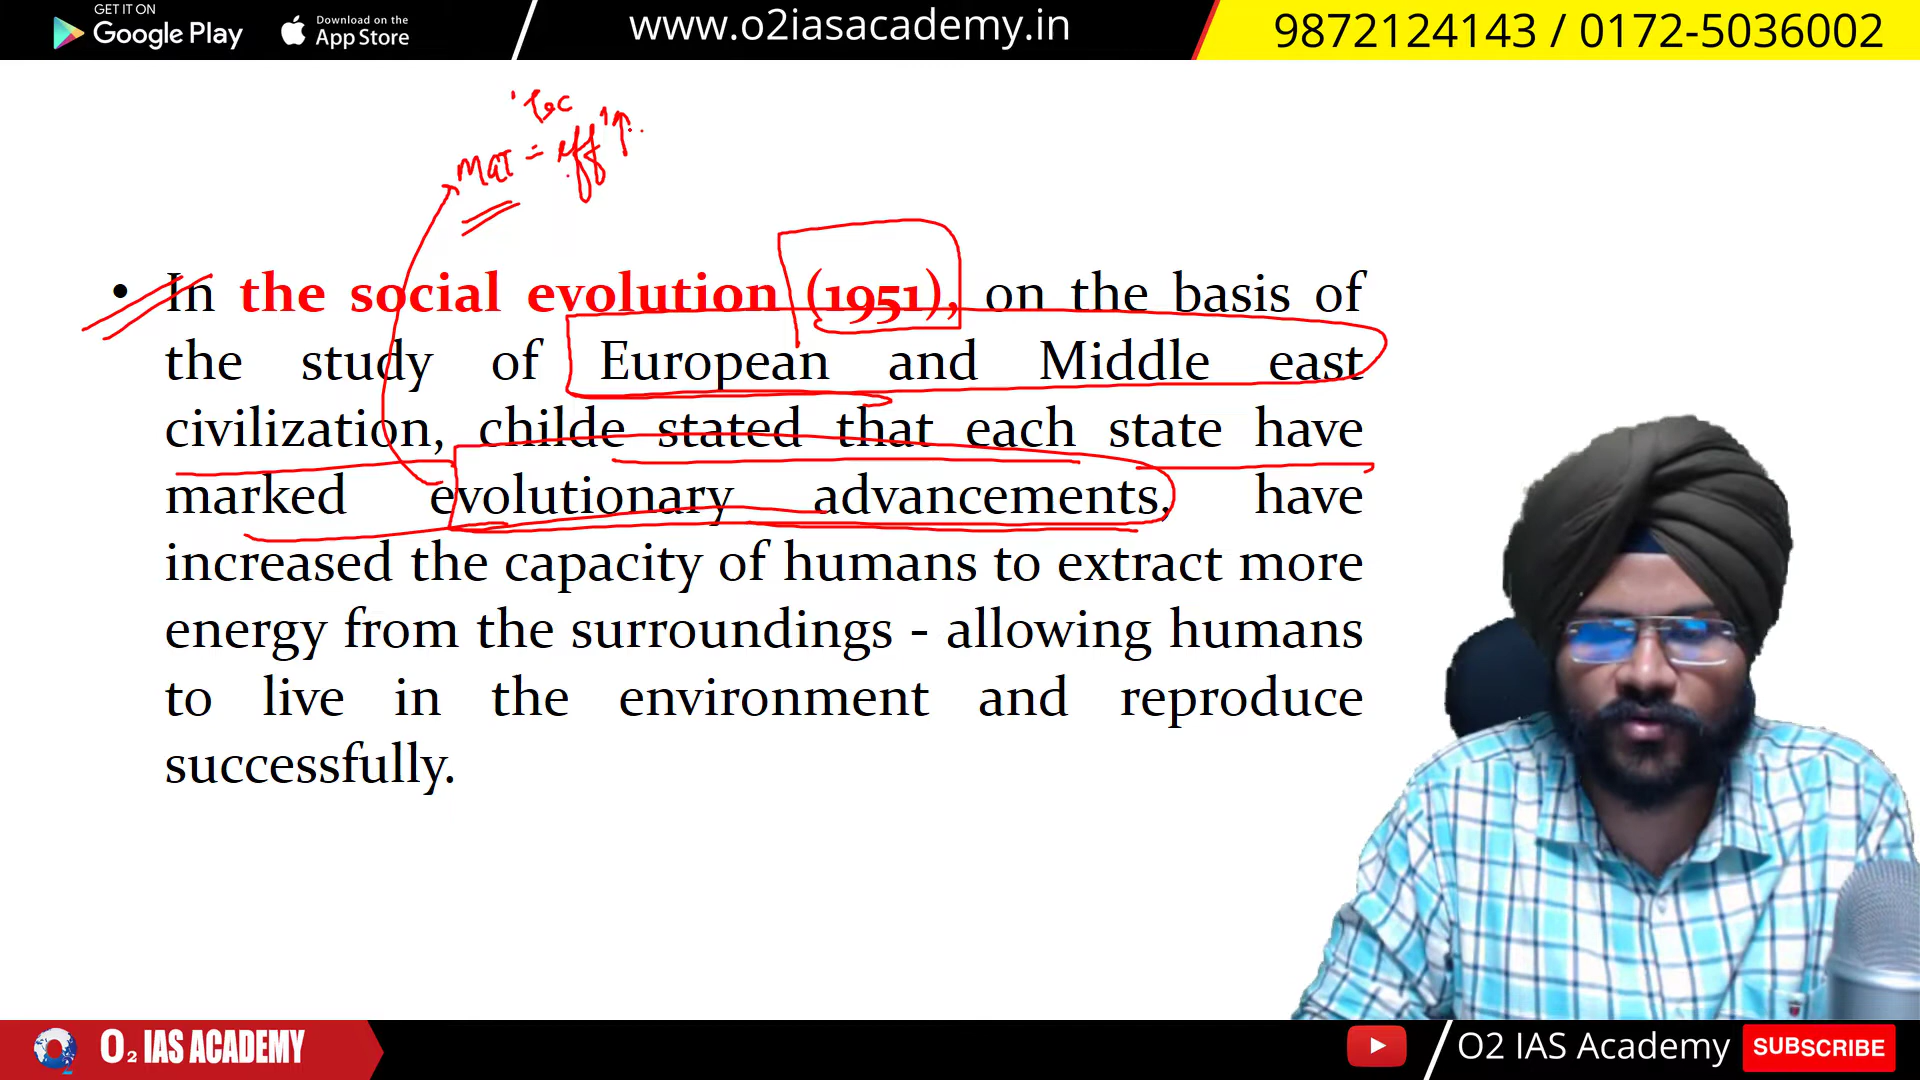 GET IT ON
Google Play
Download on the
App Store
www.o2iasacademy.in
9872124143 / 0172-5036002
MaT = eff ↑
• In the social evolution (1951), on the basis of
the study of European and Middle east
civilization, childe stated that each state have
marked evolutionary advancements, have
increased the capacity of humans to extract more
energy from the surroundings - allowing humans
to live in the environment and reproduce
successfully.
O2 IAS ACADEMY
O2 IAS Academy
SUBSCRIBE